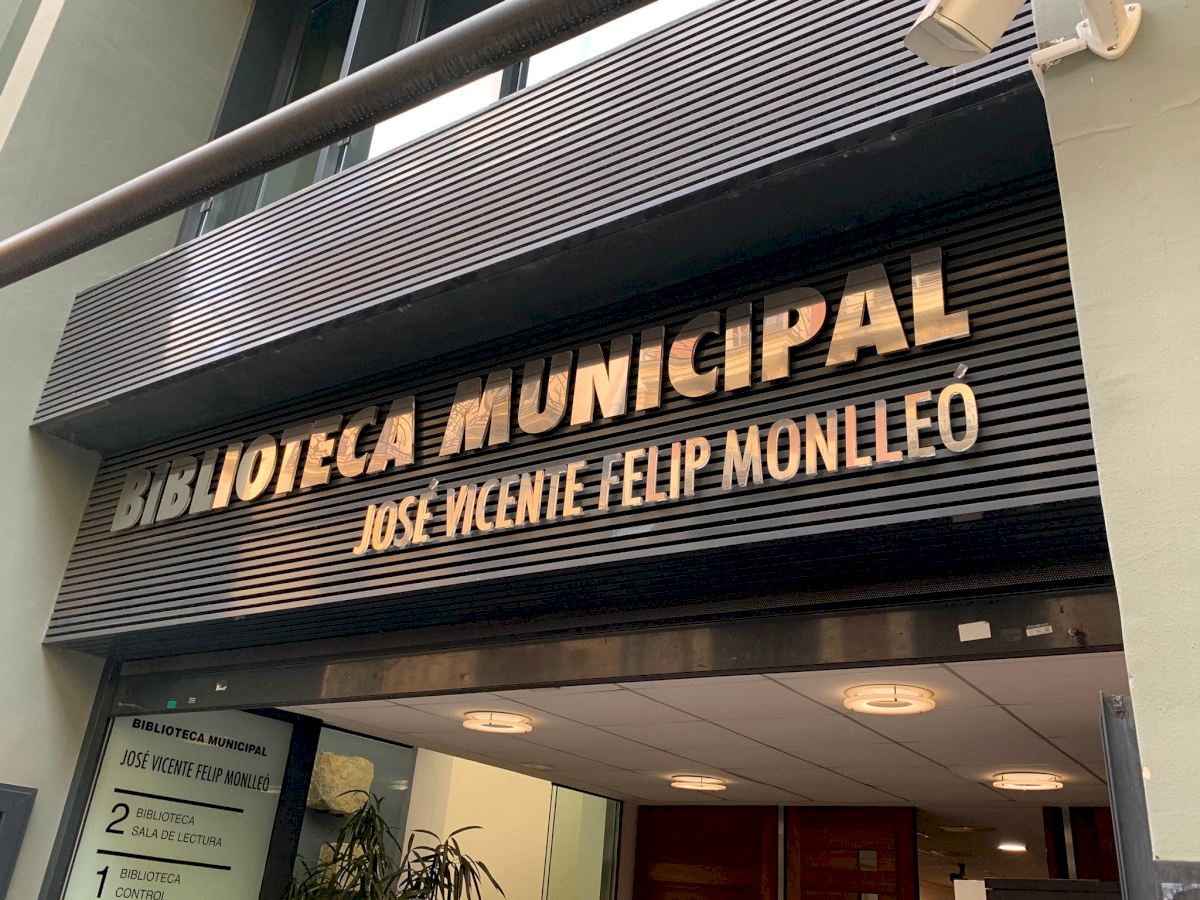 BIBLIOTECA MUNICIPAL
JOSÉ VICENTE FELIP MONLLEÓ
BIBLIOTECA MUNICIPAL
JOSÉ VICENTE FELIP MONLLEÓ
2 BIBLIOTECA
SALA DE LECTURA
1 BIBLIOTECA
CONTROL